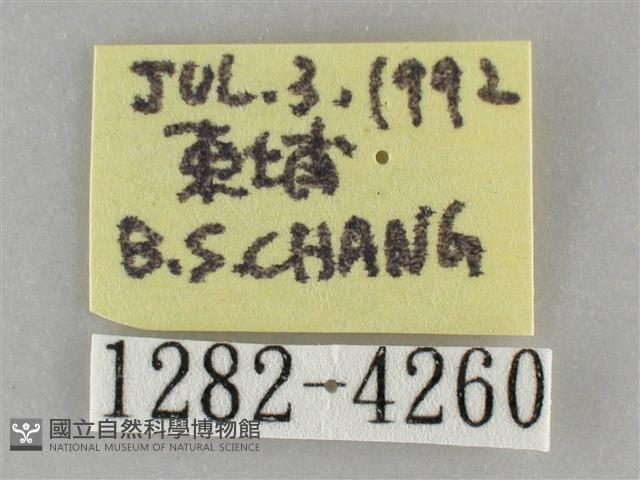 JUL.3.1992
東埔
B.S.CHANG
1282-4260
國立自然科學博物館
NATIONAL MUSEUM OF NATURAL SCIENCE